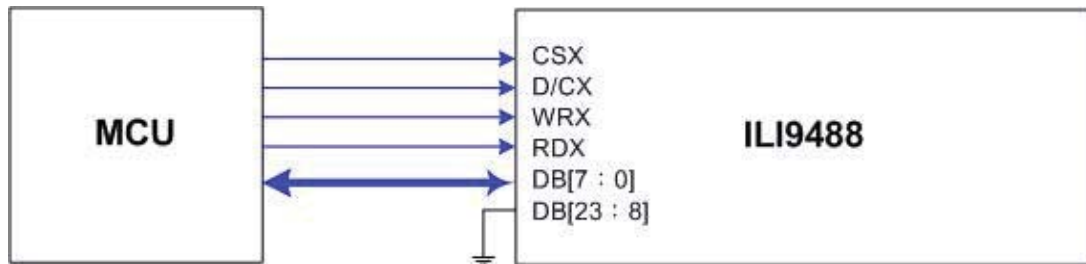 MCU
CSX
D/CX
WRX
RDX
DB[7：0]
DB[23：8]
ILI9488